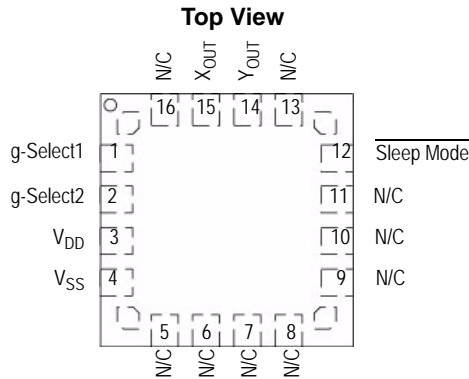 Top View
N/C XOUT YOUT N/C
16 15 14 13
g-Select1 1 12 Sleep Mode
g-Select2 2 11 N/C
VDD 3 10 N/C
VSS 4 9 N/C
5 6 7 8
N/C N/C N/C N/C